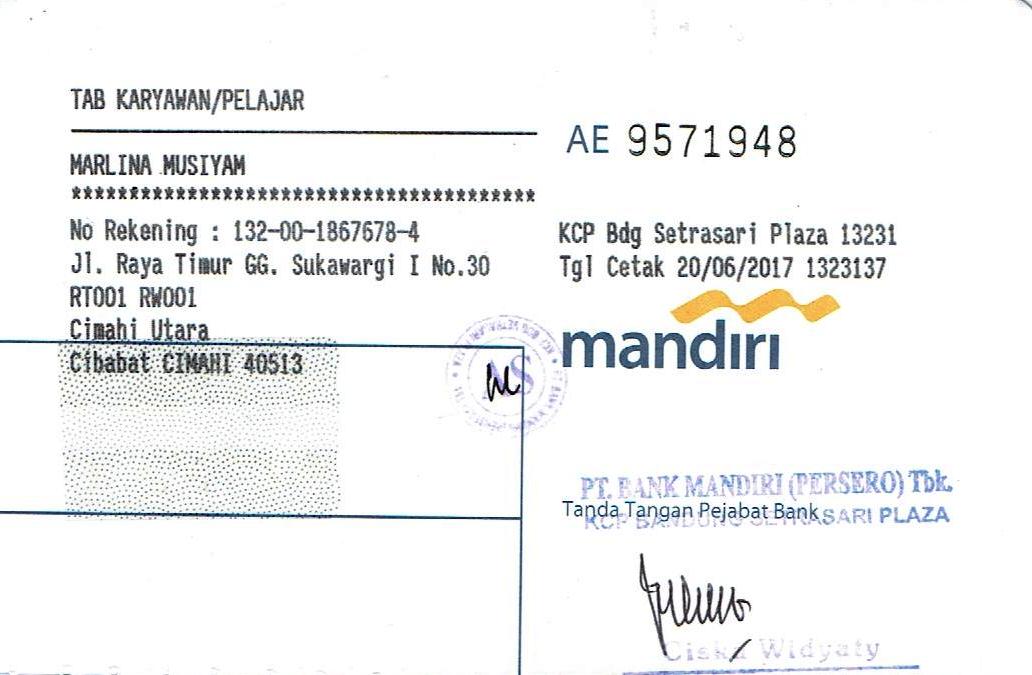 TAB KARYAWAN/PELAJAR
AE 9571948
MARLINA MUSIYAM
****************************************
No Rekening : 132-00-1867678-4
Jl. Raya Timur GG. Sukawargi I No.30
RT001 RW001
Cimahi Utara
Cibabat CIMAHI 40513
KCP Bdg Setrasari Plaza 13231
Tgl Cetak 20/06/2017 1323137
mandiri
PT. BANK MANDIRI (PERSERO) Tbk.
Tanda Tangan Pejabat Bank
KCP BANDUNG SETRASARI PLAZA
Ciska Widyaty